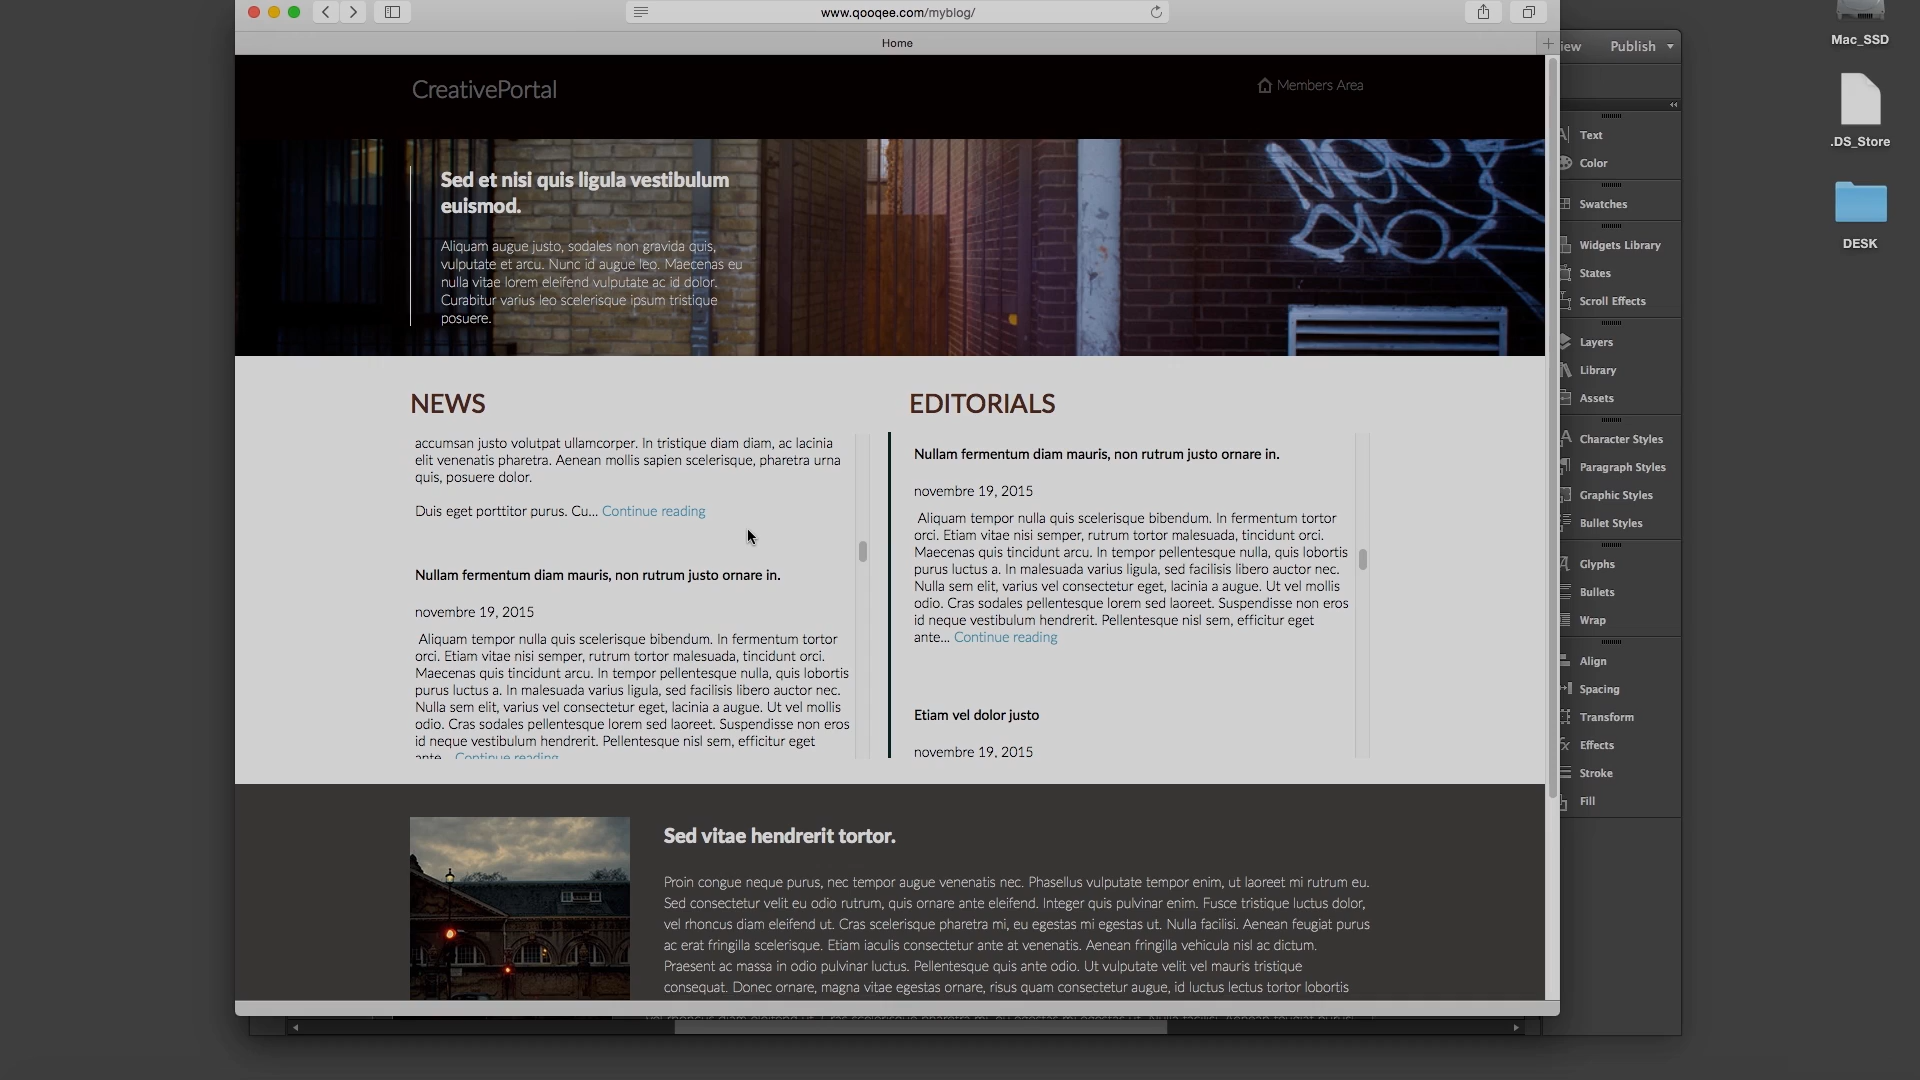 www.qooqee.com/myblog/
Home
CreativePortal
Members Area
Sed et nisi quis ligula vestibulum
euismod.
Aliquam augue justo, sodales non gravida quis,
vulputate et arcu. Nunc id augue leo. Maecenas eu
nulla vitae lorem eleifend vulputate ac id dolor.
Curabitur varius leo scelerisque ipsum tristique
posuere.
NEWS
accumsan justo volutpat ullamcorper. In tristique diam diam, ac lacinia
elit venenatis pharetra. Aenean mollis sapien scelerisque, pharetra urna
quis, posuere dolor.
Duis eget porttitor purus. Cu... Continue reading
Nullam fermentum diam mauris, non rutrum justo ornare in.
novembre 19, 2015
Aliquam tempor nulla quis scelerisque bibendum. In fermentum tortor
orci. Etiam vitae nisi semper, rutrum tortor malesuada, tincidunt orci.
Maecenas quis tincidunt arcu. In tempor pellentesque nulla, quis lobortis
purus luctus a. In malesuada varius ligula, sed facilisis libero auctor nec.
Nulla sem elit, varius vel consectetur eget, lacinia a augue. Ut vel mollis
odio. Cras sodales pellentesque lorem sed laoreet. Suspendisse non eros
id neque vestibulum hendrerit. Pellentesque nisl sem, efficitur eget
ante... Continue reading
EDITORIALS
Nullam fermentum diam mauris, non rutrum justo ornare in.
novembre 19, 2015
Aliquam tempor nulla quis scelerisque bibendum. In fermentum tortor
orci. Etiam vitae nisi semper, rutrum tortor malesuada, tincidunt orci.
Maecenas quis tincidunt arcu. In tempor pellentesque nulla, quis lobortis
purus luctus a. In malesuada varius ligula, sed facilisis libero auctor nec.
Nulla sem elit, varius vel consectetur eget, lacinia a augue. Ut vel mollis
odio. Cras sodales pellentesque lorem sed laoreet. Suspendisse non eros
id neque vestibulum hendrerit. Pellentesque nisl sem, efficitur eget
ante... Continue reading
Etiam vel dolor justo
novembre 19, 2015
Sed vitae hendrerit tortor.
Proin congue neque purus, nec tempor augue venenatis nec. Phasellus vulputate tempor enim, ut laoreet mi rutrum eu.
Sed consectetur velit eu odio rutrum, quis ornare ante eleifend. Integer quis pulvinar enim. Fusce tristique luctus dolor,
vel rhoncus diam eleifend ut. Cras scelerisque pharetra mi, eu egestas mi egestas ut. Nulla facilisi. Aenean feugiat purus
ac erat fringilla scelerisque. Etiam iaculis consectetur ante at venenatis. Aenean fringilla vehicula nisl ac dictum.
Praesent ac massa in odio pulvinar luctus. Pellentesque quis ante odio. Ut vulputate velit vel mauris tristique
consequat. Donec ornare, magna vitae egestas ornare, risus quam consectetur augue, id luctus lectus tortor lobortis
iew
Publish
Text
Color
Swatches
Widgets Library
States
Scroll Effects
Layers
Library
Assets
Character Styles
Paragraph Styles
Graphic Styles
Bullet Styles
Glyphs
Bullets
Wrap
Align
Spacing
Transform
Effects
Stroke
Fill
Mac_SSD
.DS_Store
DESK